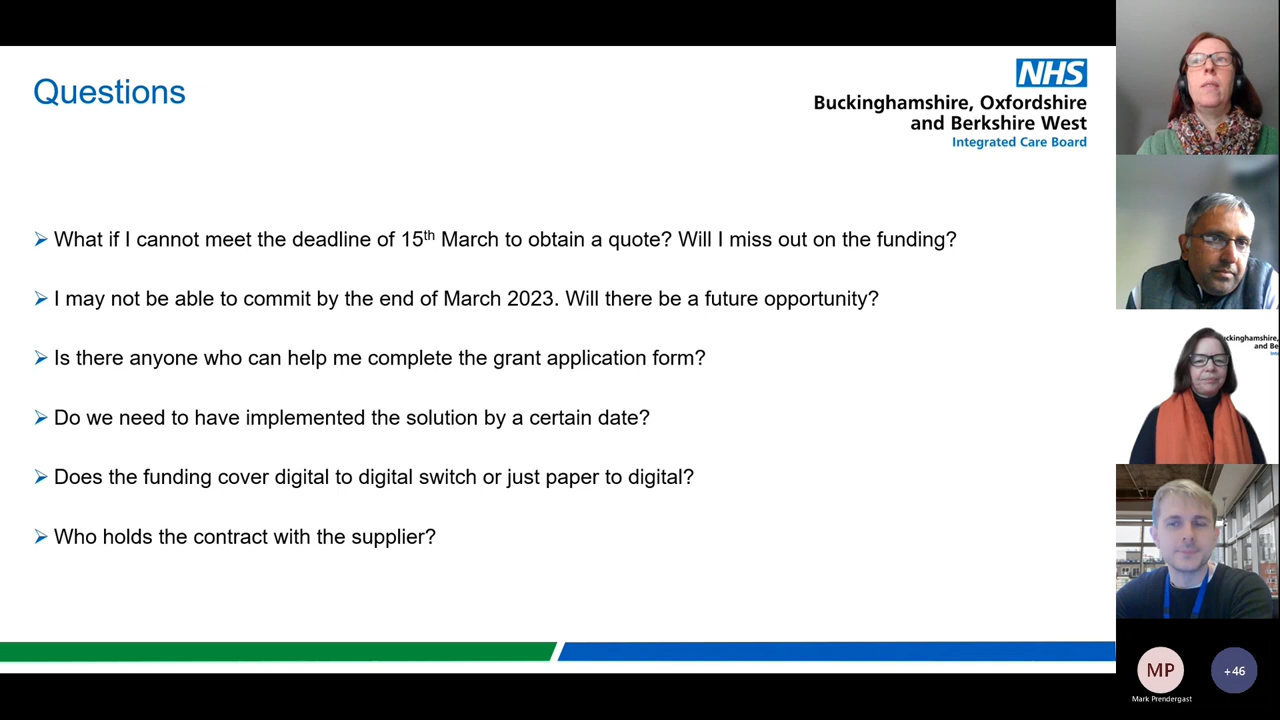 Questions
NHS
Buckinghamshire, Oxfordshire
and Berkshire West
Integrated Care Board
➢ What if I cannot meet the deadline of 15th March to obtain a quote? Will I miss out on the funding?
➢ I may not be able to commit by the end of March 2023. Will there be a future opportunity?
➢ Is there anyone who can help me complete the grant application form?
➢ Do we need to have implemented the solution by a certain date?
➢ Does the funding cover digital to digital switch or just paper to digital?
➢ Who holds the contract with the supplier?
uckinghamshire,
and Be
MP
+46
Mark Prendergast